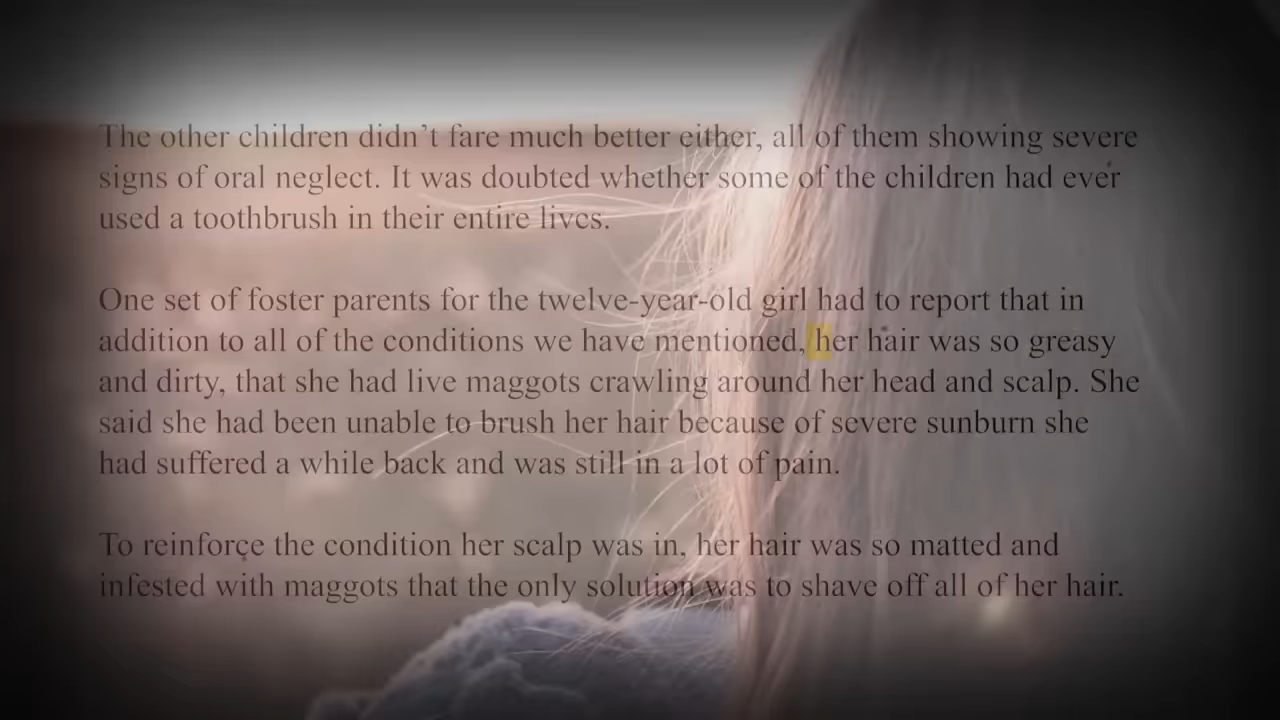 The other children didn’t fare much better either, all of them showing severe
signs of oral neglect. It was doubted whether some of the children had ever
used a toothbrush in their entire lives.
One set of foster parents for the twelve-year-old girl had to report that in
addition to all of the conditions we have mentioned, her hair was so greasy
and dirty, that she had live maggots crawling around her head and scalp. She
said she had been unable to brush her hair because of severe sunburn she
had suffered a while back and was still in a lot of pain.
To reinforce the condition her scalp was in, her hair was so matted and
infested with maggots that the only solution was to shave off all of her hair.